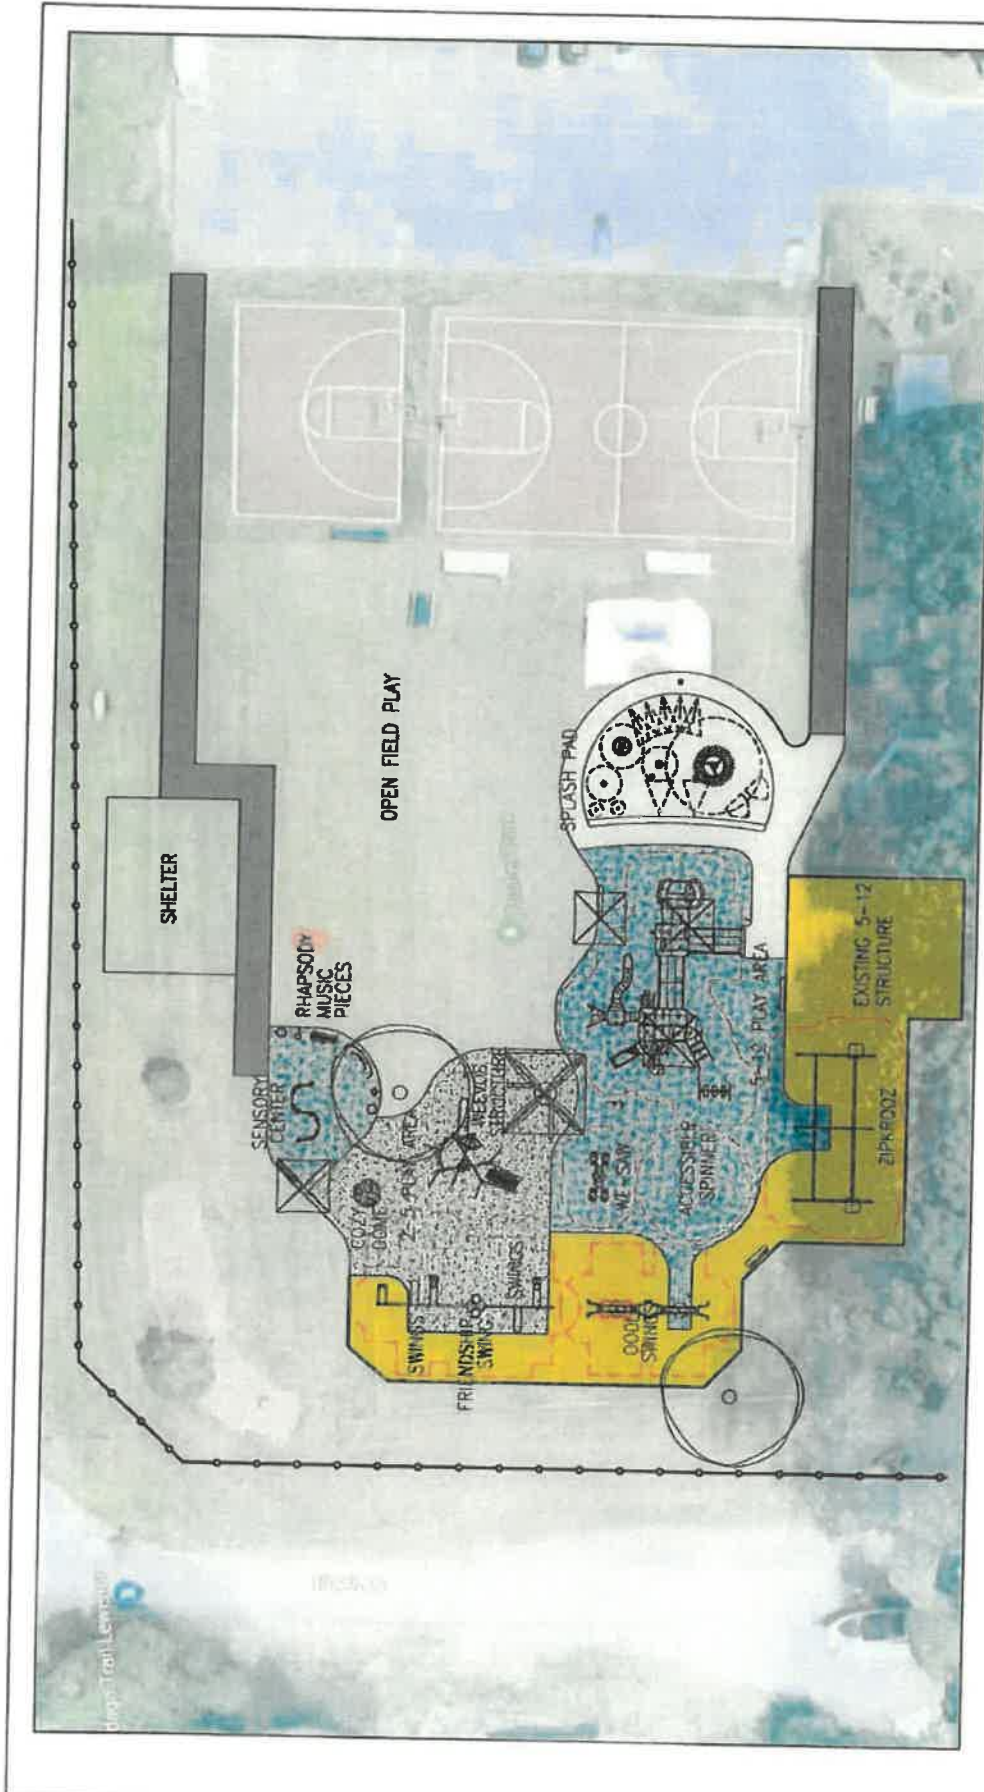 SHELTER
OPEN FIELD PLAY
SPLASH PAD
RHAPSODY
MUSIC
PIECES
SENSORY
CENTER
COZY
DOME
2-5 PLAY AREA
WEEVOS
STRUCTURE
SWINGS
FRIENDSHIP
SWING
SWINGS
WE-SAW
ACCESSIBLE
SPINNER
5-12 PLAY AREA
EXISTING 5-12
STRUCTURE
ZIPKROOZ
SWING